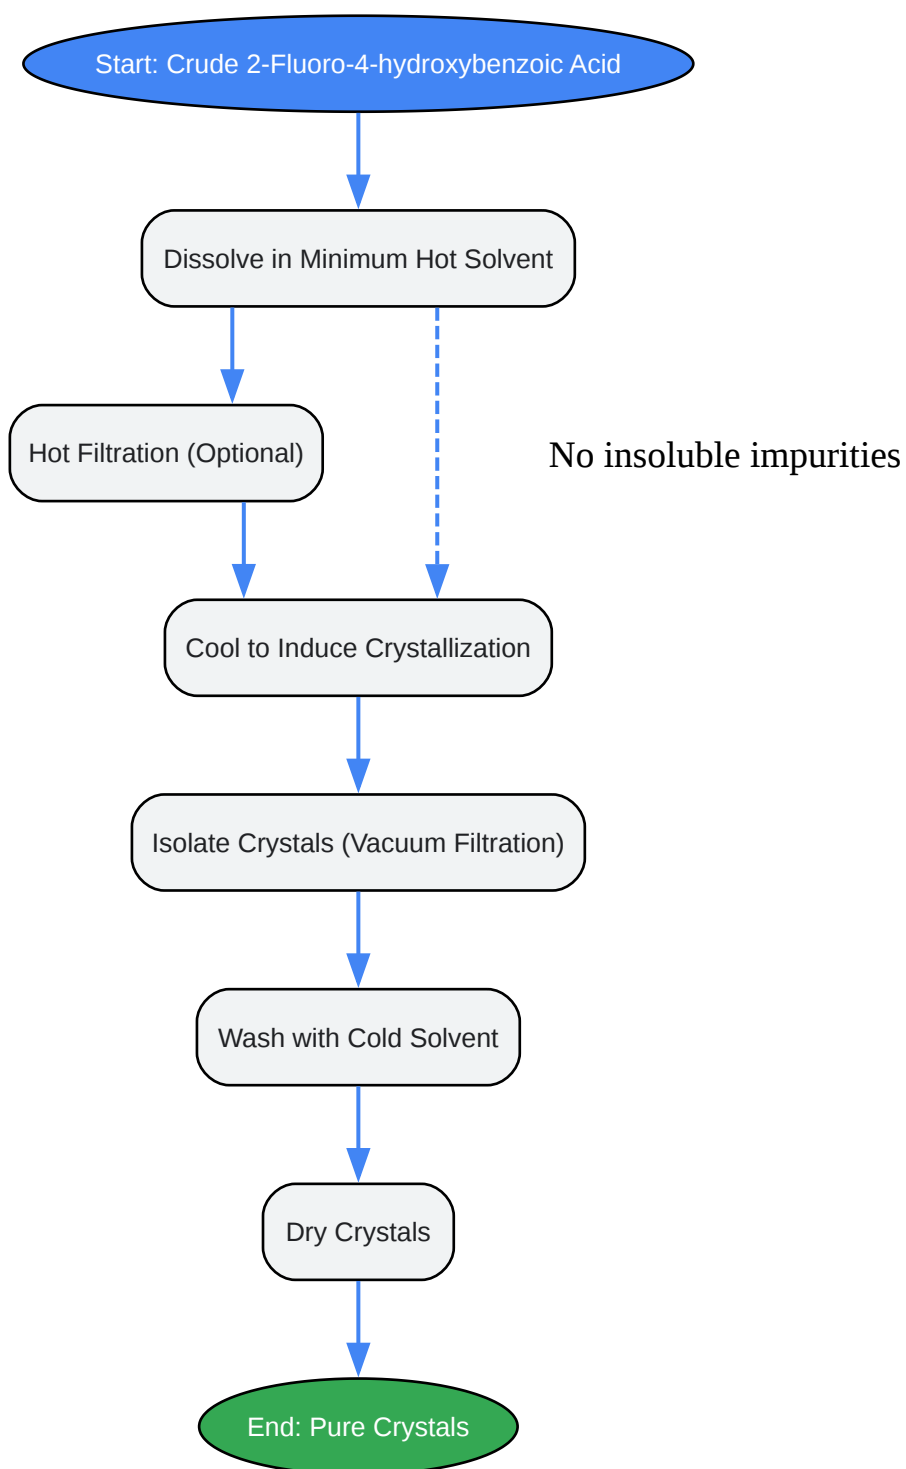 Start: Crude 2-Fluoro-4-hydroxybenzoic Acid
Dissolve in Minimum Hot Solvent
Hot Filtration (Optional)
No insoluble impurities
Cool to Induce Crystallization
Isolate Crystals (Vacuum Filtration)
Wash with Cold Solvent
Dry Crystals
End: Pure Crystals